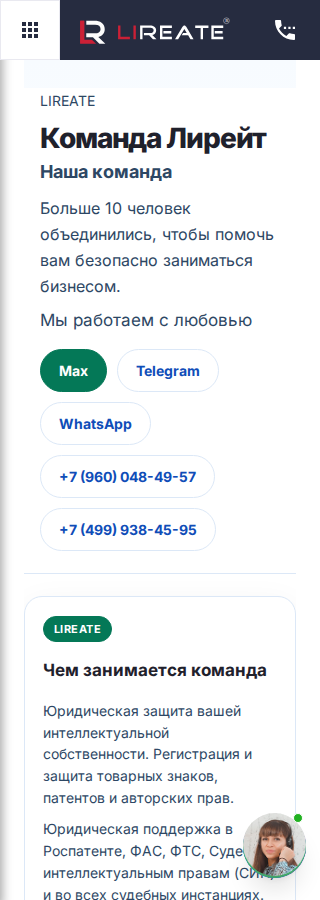 LIREATE®
LIREATE
Команда Лирейт
Наша команда
Больше 10 человек
объединились, чтобы помочь
вам безопасно заниматься
бизнесом.
Мы работаем с любовью
Max
Telegram
WhatsApp
+7 (960) 048-49-57
+7 (499) 938-45-95
LIREATE
Чем занимается команда
Юридическая защита вашей
интеллектуальной
собственности. Регистрация и
защита товарных знаков,
патентов и авторских прав.
Юридическая поддержка в
Роспатенте, ФАС, ФТС,
интеллектуальным правам
и во всех судебных инстанциях.